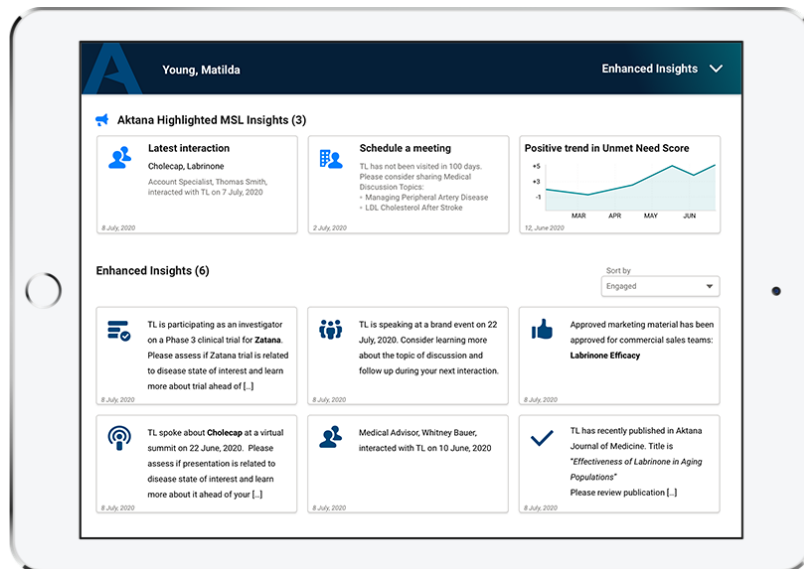 Young, Matilda
Enhanced Insights
Aktana Highlighted MSL Insights (3)
Latest interaction
Cholecap, Labrinone
Account Specialist, Thomas Smith,
interacted with TL on 7 July, 2020
8 July, 2020
Schedule a meeting
TL has not been visited in 100 days.
Please consider sharing Medical
Discussion Topics:
• Managing Peripheral Artery Disease
• LDL Cholesterol After Stroke
2 July, 2020
Positive trend in Unmet Need Score
+5
+3
-1
MAR APR MAY JUN
12, June 2020
Enhanced Insights (6)
Sort by
Engaged
TL is participating as an investigator
on a Phase 3 clinical trial for Zatana.
Please assess if Zatana trial is related
to disease state of interest and learn
more about trial ahead of [...]
8 July, 2020
TL is speaking at a brand event on 22
July, 2020. Consider learning more
about the topic of discussion and
follow up during your next interaction.
8 July, 2020
Approved marketing material has been
approved for commercial sales teams:
Labrinone Efficacy
8 July, 2020
TL spoke about Cholecap at a virtual
summit on 22 June, 2020. Please
assess if presentation is related to
disease state of interest and learn
more about it ahead of your [...]
8 July, 2020
Medical Advisor, Whitney Bauer,
interacted with TL on 10 June, 2020
8 July, 2020
TL has recently published in Aktana
Journal of Medicine. Title is
"Effectiveness of Labrinone in Aging
Populations"
Please review publication [...]
8 July, 2020